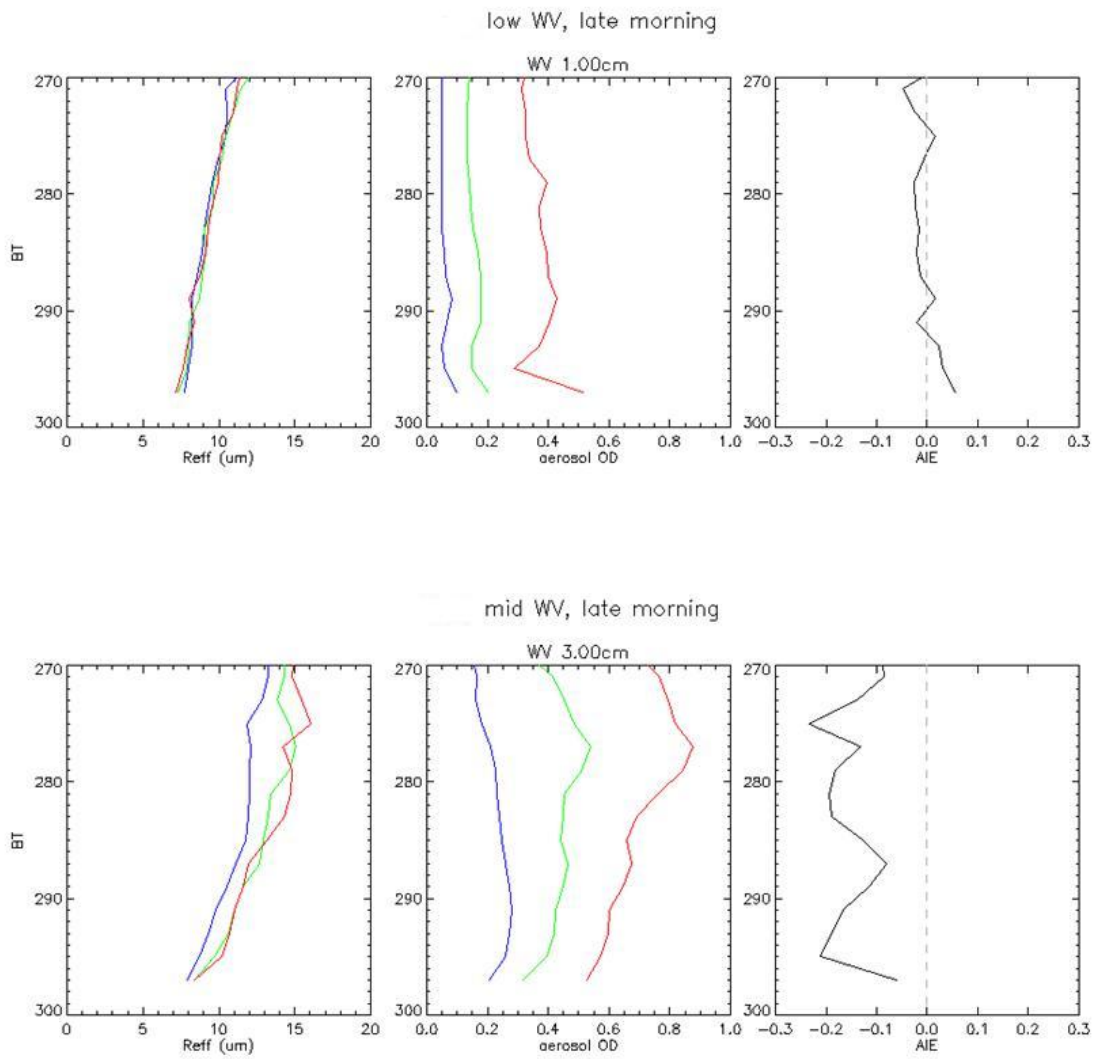 low WV, late morning
WV 1.00cm
270
280
290
300
BT
0 5 10 15 20
Reff (um)
270
280
290
300
0.0 0.2 0.4 0.6 0.8 1.0
aerosol OD
270
280
290
300
−0.3 −0.2 −0.1 0.0 0.1 0.2 0.3
AIE
mid WV, late morning
WV 3.00cm
270
280
290
300
BT
0 5 10 15 20
Reff (um)
270
280
290
300
0.0 0.2 0.4 0.6 0.8 1.0
aerosol OD
270
280
290
300
−0.3 −0.2 −0.1 0.0 0.1 0.2 0.3
AIE